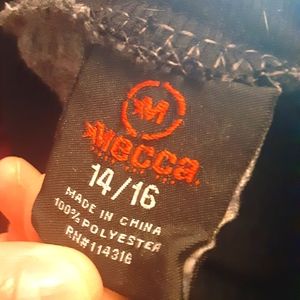 M
Mecca
14/16
MADE IN CHINA
100% POLYESTER
RN#114316